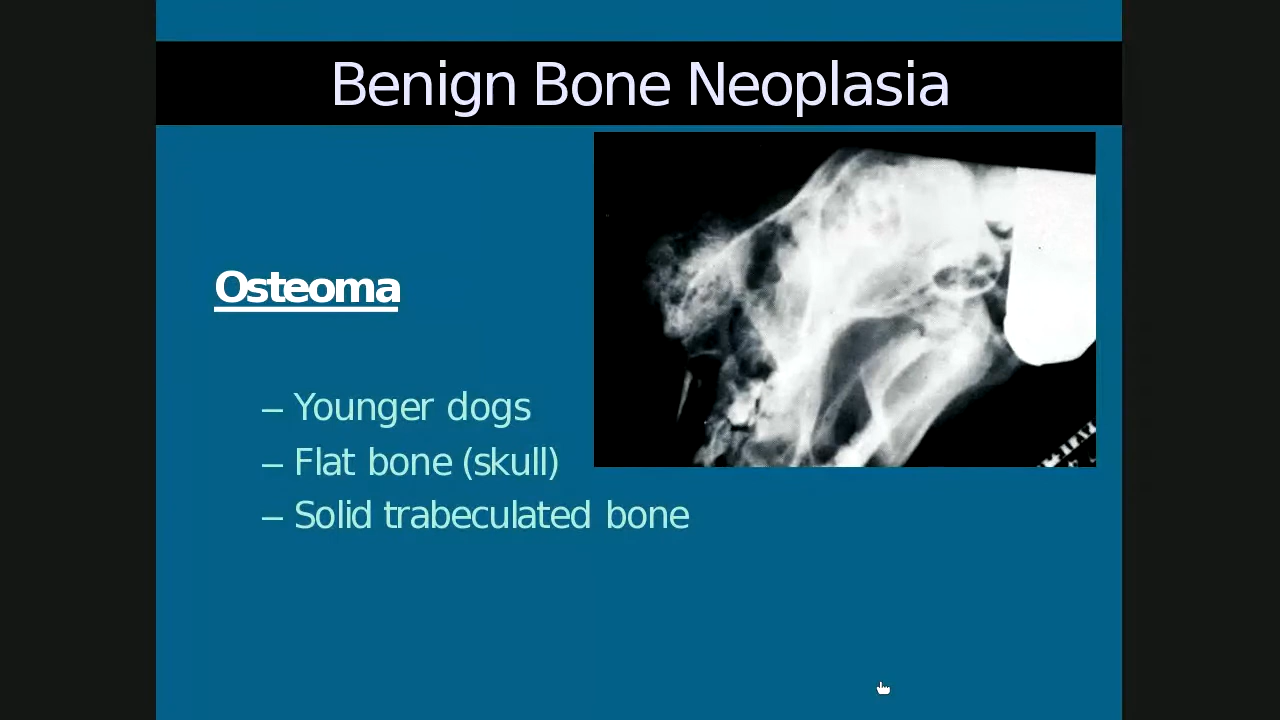 Benign Bone Neoplasia
Osteoma
– Younger dogs
– Flat bone (skull)
– Solid trabeculated bone